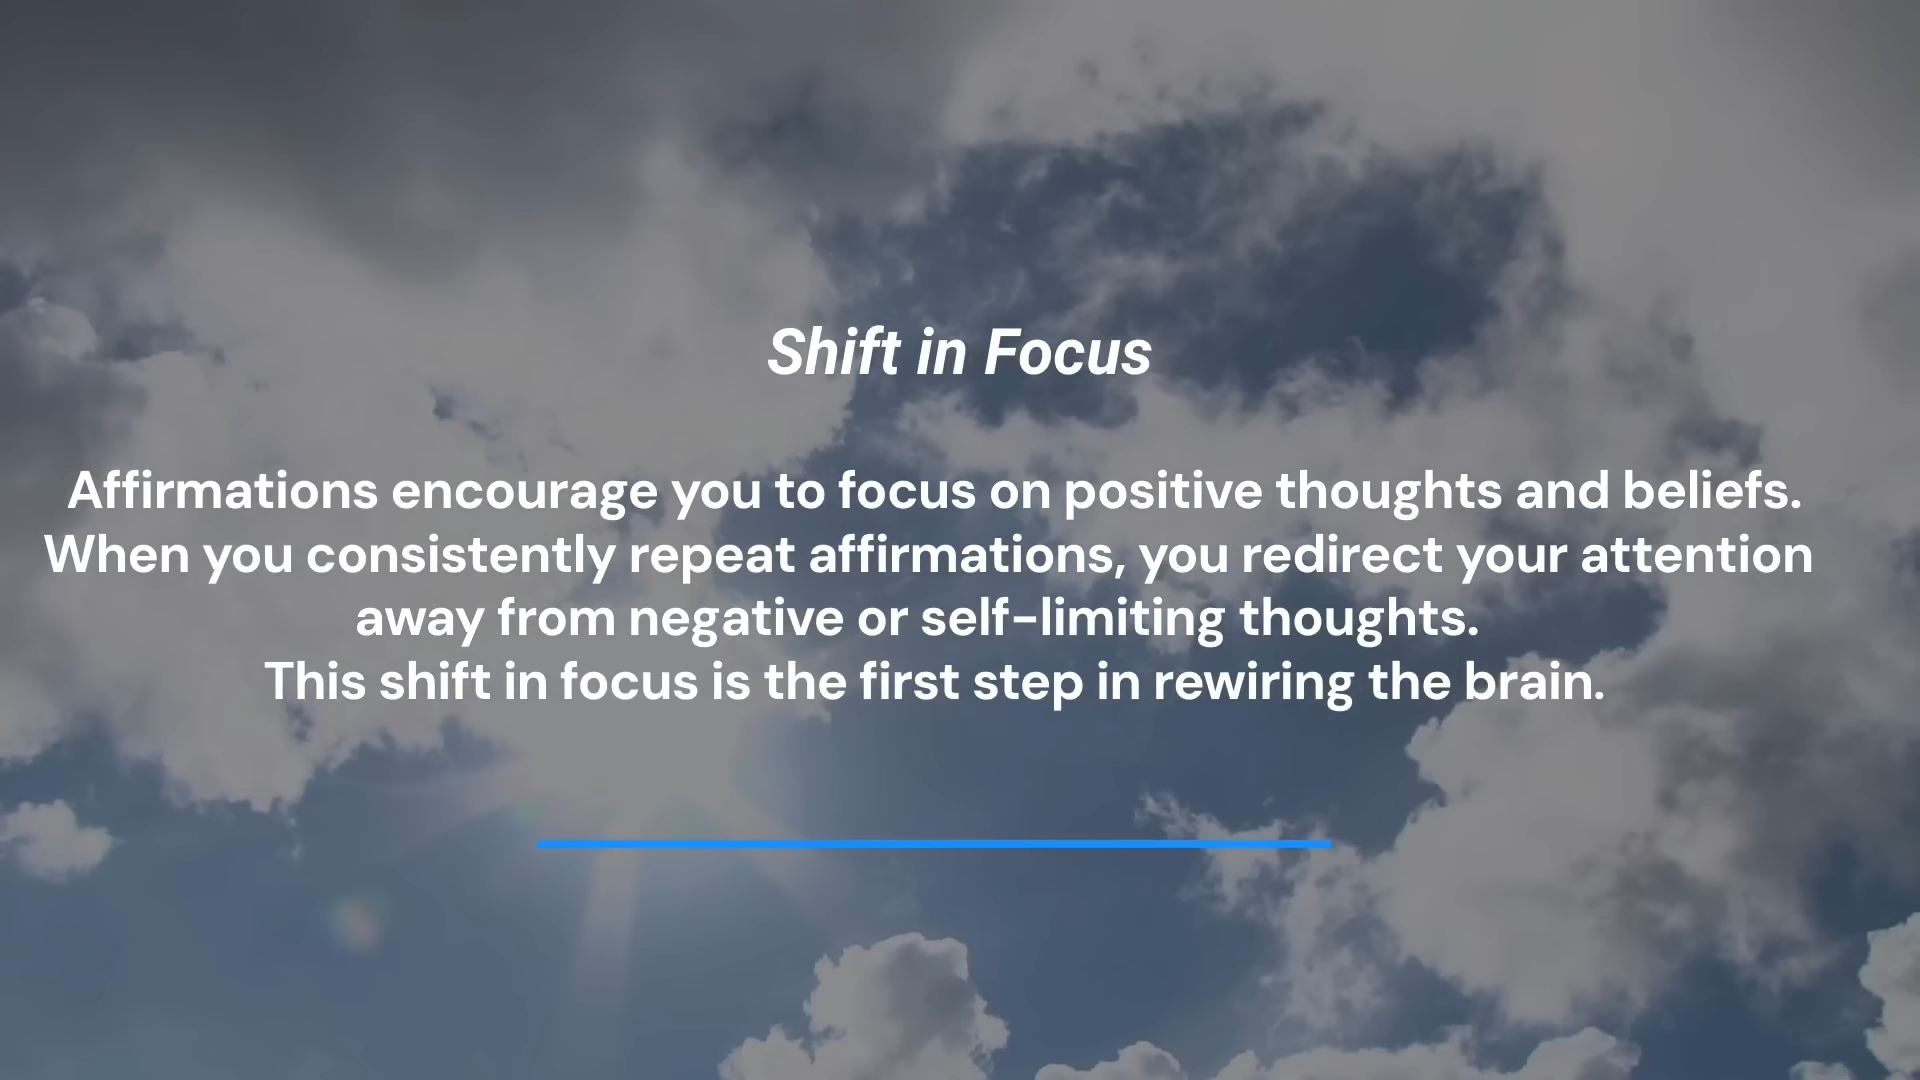 Shift in Focus
Affirmations encourage you to focus on positive thoughts and beliefs.
When you consistently repeat affirmations, you redirect your attention
away from negative or self-limiting thoughts.
This shift in focus is the first step in rewiring the brain.